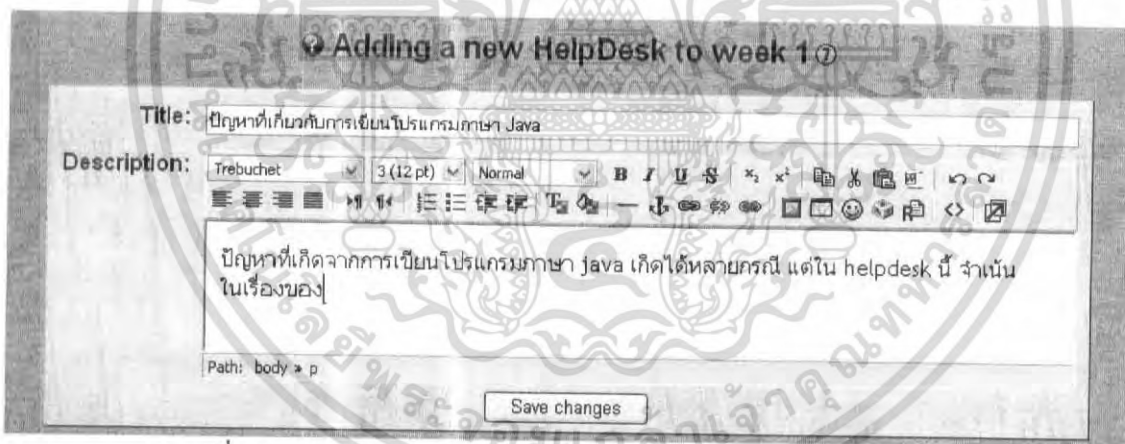 Adding a new HelpDesk to week 1
Title: ปัญหาที่เกี่ยวกับการเขียนโปรแกรมภาษา Java
Description: Trebuchet 3 (12 pt) Normal B I U S x₂ x²
ปัญหาที่เกิดจากการเขียนโปรแกรมภาษา java เกิดได้หลายกรณี แต่ใน helpdesk นี้ จำเน้น
ในเรื่องของ
Path: body » p
Save changes